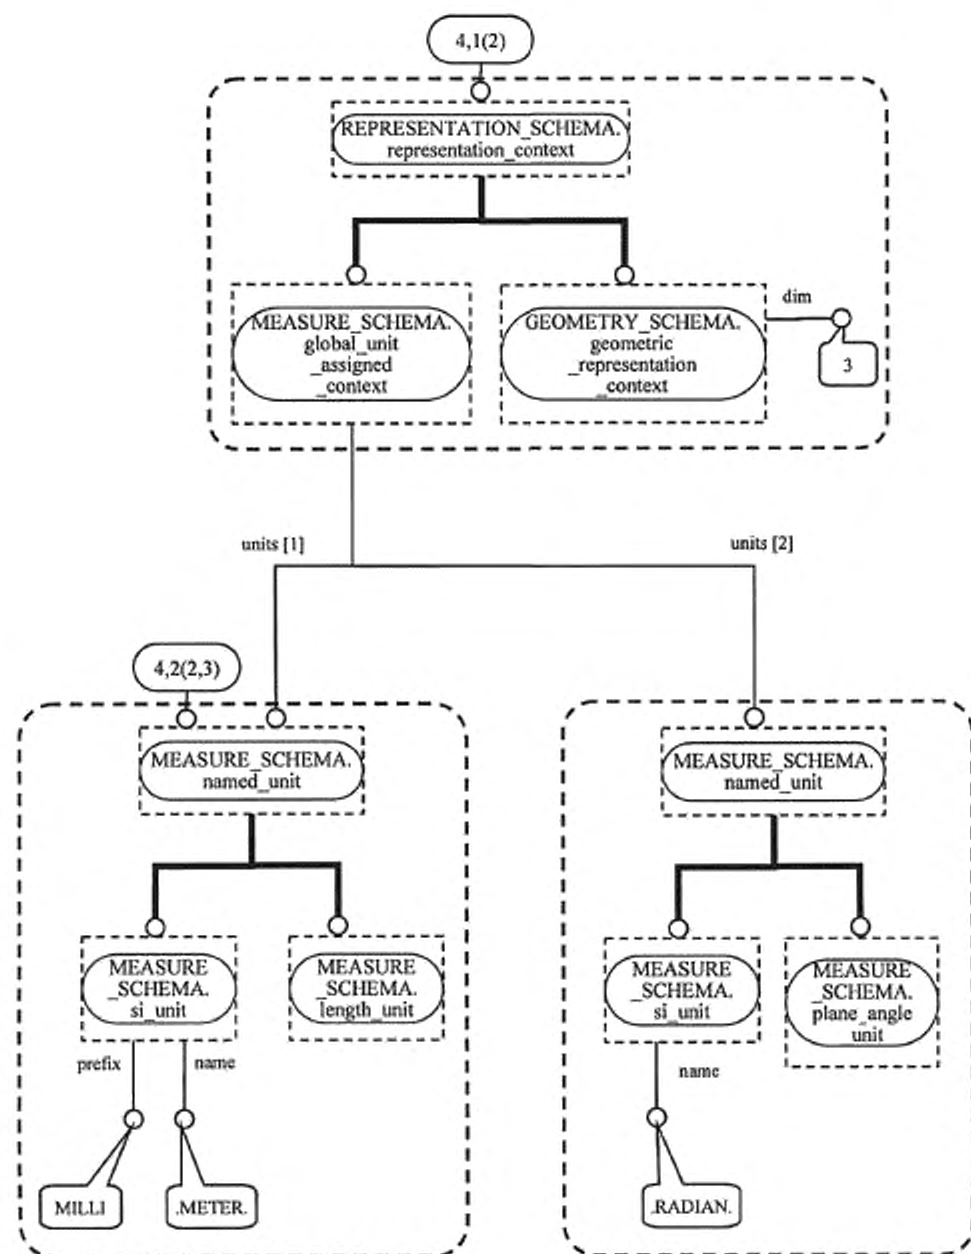 4,1(2)
REPRESENTATION_SCHEMA.
representation_context
MEASURE_SCHEMA.
global_unit
_assigned
_context
GEOMETRY_SCHEMA.
geometric
_representation
_context
dim
3
units [1]
units [2]
4,2(2,3)
MEASURE_SCHEMA.
named_unit
MEASURE_SCHEMA.
named_unit
MEASURE
_SCHEMA.
si_unit
MEASURE
_SCHEMA.
length_unit
MEASURE
_SCHEMA.
si_unit
MEASURE
_SCHEMA.
plane_angle
unit
prefix
name
name
MILLI
.METER.
.RADIAN.